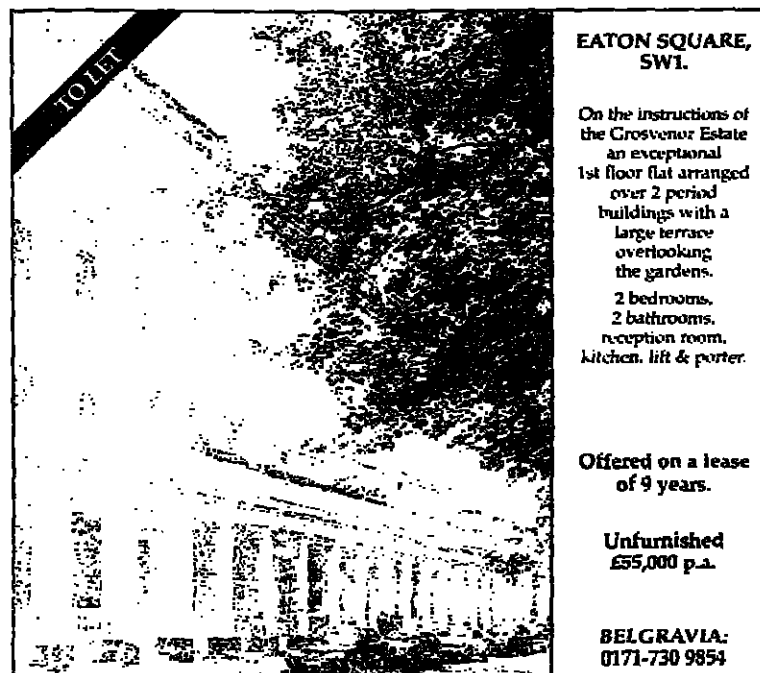 TO LET
EATON SQUARE,
SW1.
On the instructions of
the Grosvenor Estate
an exceptional
1st floor flat arranged
over 2 period
buildings with a
large terrace
overlooking
the gardens.
2 bedrooms,
2 bathrooms,
reception room,
kitchen, lift & porter.
Offered on a lease
of 9 years.
Unfurnished
£55,000 p.a.
BELGRAVIA:
0171-730 9854